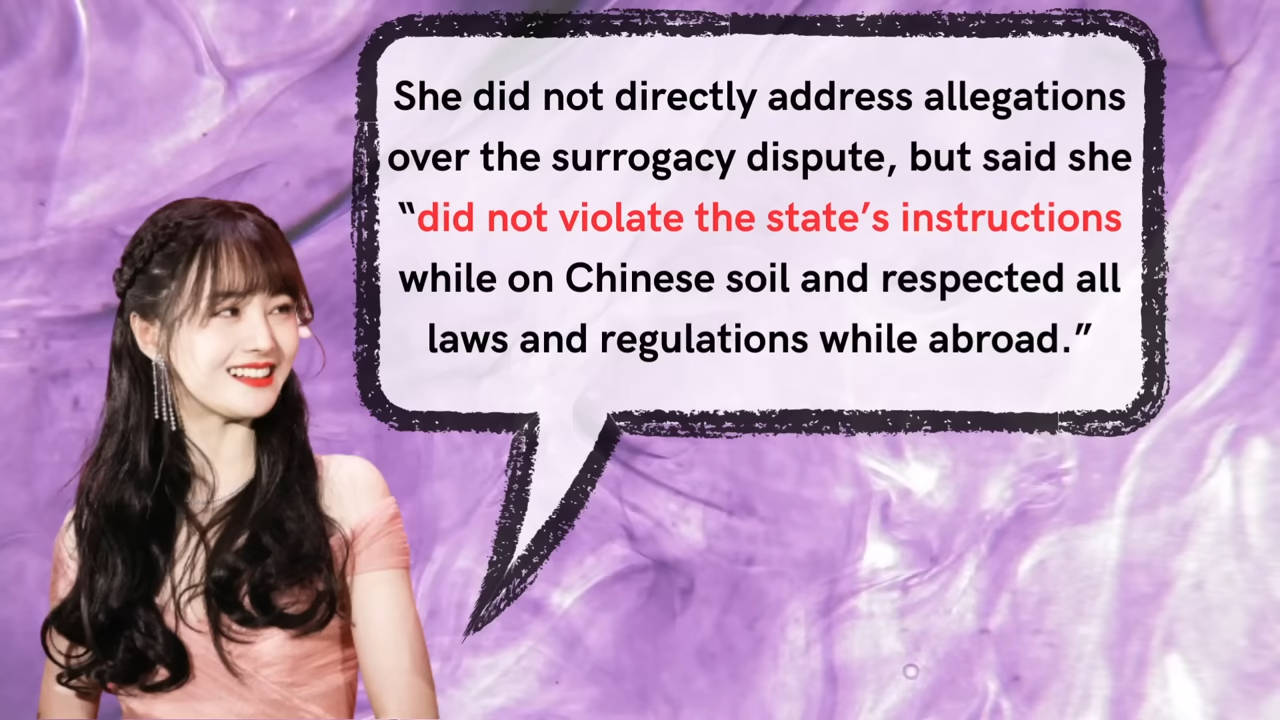 She did not directly address allegations
over the surrogacy dispute, but said she
“did not violate the state’s instructions
while on Chinese soil and respected all
laws and regulations while abroad.”